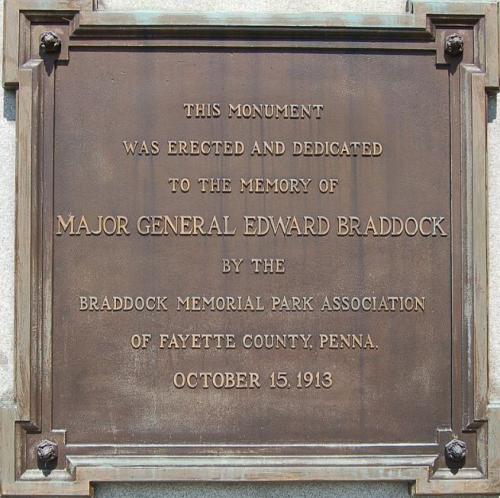 THIS MONUMENT
WAS ERECTED AND DEDICATED
TO THE MEMORY OF
MAJOR GENERAL EDWARD BRADDOCK
BY THE
BRADDOCK MEMORIAL PARK ASSOCIATION
OF FAYETTE COUNTY, PENNA.
OCTOBER 15, 1913